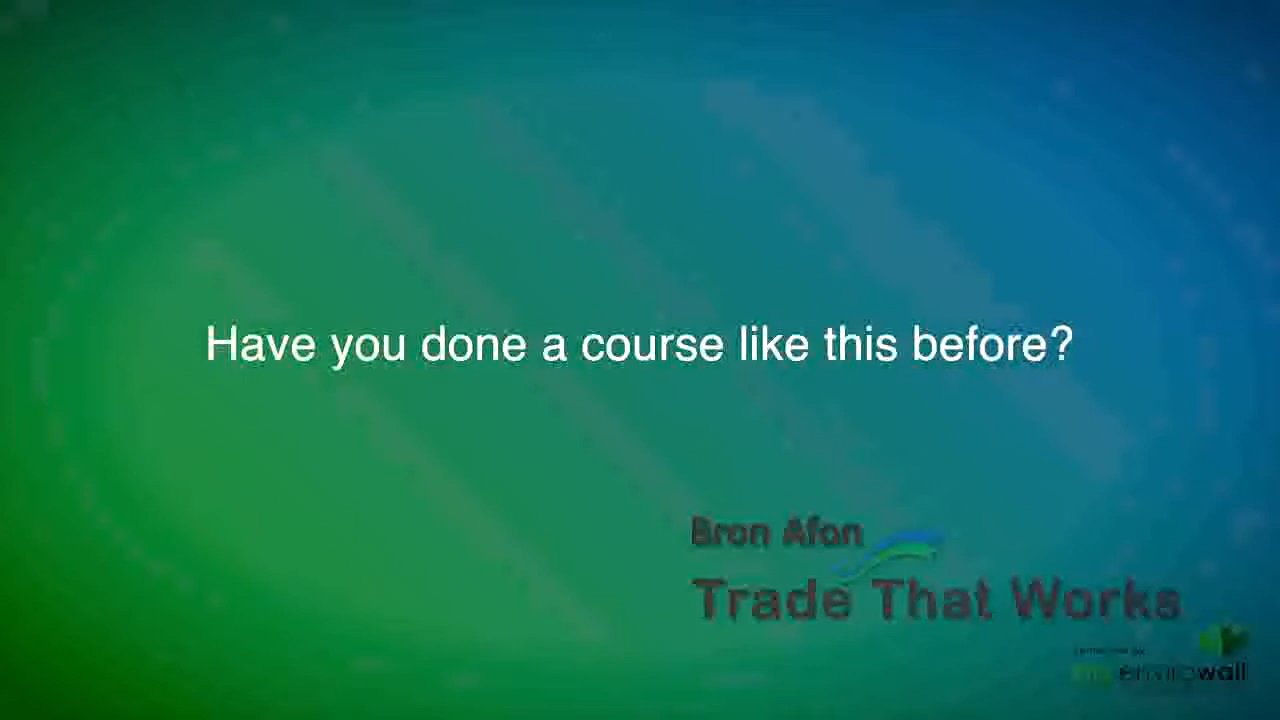 Have you done a course like this before?
Bron Afon
Trade That Works
envirowall